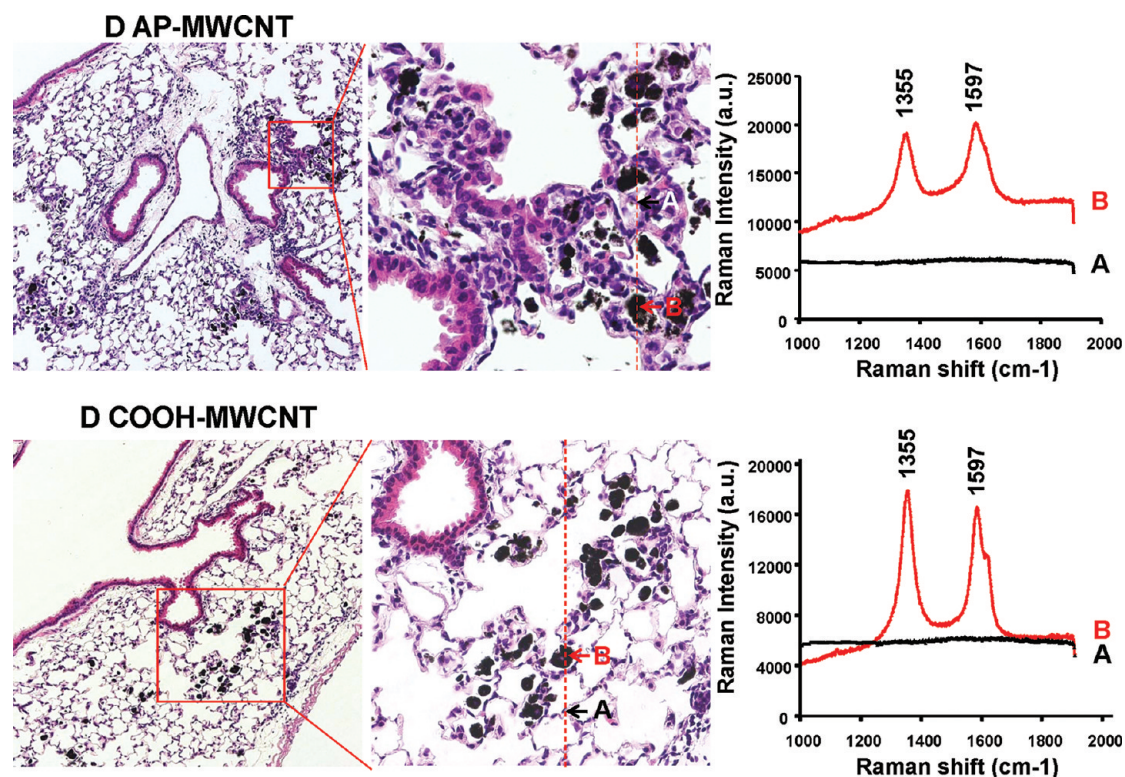 D AP-MWCNT
A
B
Raman Intensity (a.u.)
25000
20000
15000
10000
5000
0
1355
1597
B
A
1000 1200 1400 1600 1800 2000
Raman shift (cm-1)
D COOH-MWCNT
B
A
Raman Intensity (a.u.)
20000
16000
12000
8000
4000
0
1355
1597
B
A
1000 1200 1400 1600 1800 2000
Raman shift (cm-1)